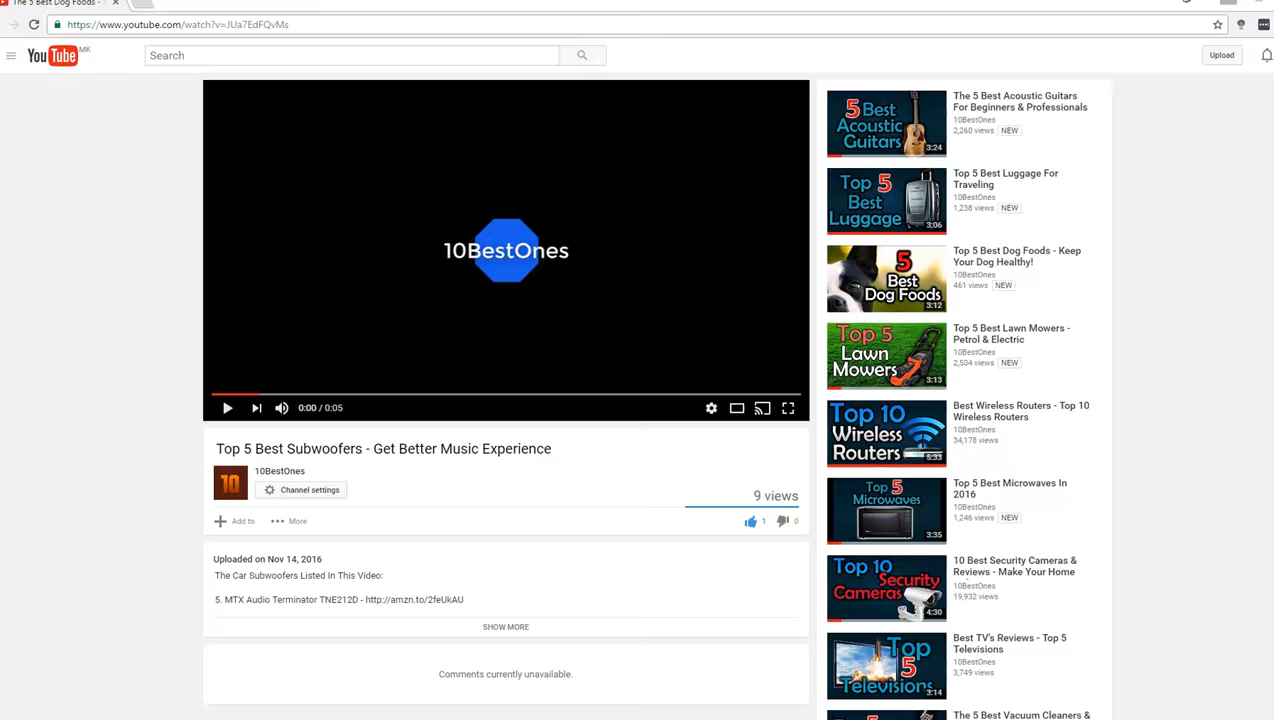 The 5 Best Dog Foods -
https://www.youtube.com/watch?v=JUa7EdFQvMs
YouTube MK
Search
Upload
10BestOnes
0:00 / 0:05
Top 5 Best Subwoofers - Get Better Music Experience
10
10BestOnes
Channel settings
9 views
Add to
More
1
0
Uploaded on Nov 14, 2016
The Car Subwoofers Listed In This Video:
5. MTX Audio Terminator TNE212D - http://amzn.to/2feUkAU
SHOW MORE
Comments currently unavailable.
5 Best
Acoustic
Guitars
3:24
The 5 Best Acoustic Guitars
For Beginners & Professionals
10BestOnes
2,260 views NEW
Top 5
Best
Luggage
3:06
Top 5 Best Luggage For
Traveling
10BestOnes
1,238 views NEW
5
Best
Dog Foods
3:12
Top 5 Best Dog Foods - Keep
Your Dog Healthy!
10BestOnes
461 views NEW
Top 5
Lawn
Mowers
3:13
Top 5 Best Lawn Mowers -
Petrol & Electric
10BestOnes
2,504 views NEW
Top 10
Wireless
Routers
5:33
Best Wireless Routers - Top 10
Wireless Routers
10BestOnes
34,178 views
Top 5
Microwaves
3:35
Top 5 Best Microwaves In
2016
10BestOnes
1,246 views NEW
Top 10
Security
Cameras
4:30
10 Best Security Cameras &
Reviews - Make Your Home
10BestOnes
19,932 views
Top
5
Televisions
3:14
Best TV's Reviews - Top 5
Televisions
10BestOnes
3,749 views
The 5 Best Vacuum Cleaners &